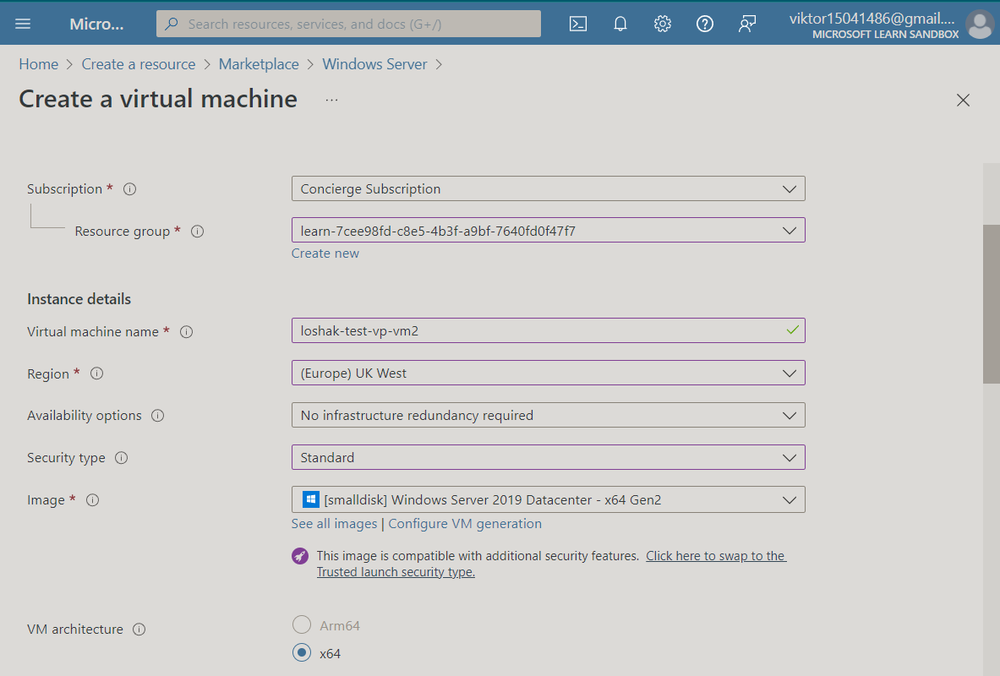 Micro...
Search resources, services, and docs (G+/)
viktor15041486@gmail....
MICROSOFT LEARN SANDBOX
Home > Create a resource > Marketplace > Windows Server >
Create a virtual machine ...
Subscription * Concierge Subscription
Resource group * learn-7cee98fd-c8e5-4b3f-a9bf-7640fd0f47f7
Create new
Instance details
Virtual machine name * loshak-test-vp-vm2
Region * (Europe) UK West
Availability options No infrastructure redundancy required
Security type Standard
Image * [smalldisk] Windows Server 2019 Datacenter - x64 Gen2
See all images | Configure VM generation
This image is compatible with additional security features. Click here to swap to the
Trusted launch security type.
VM architecture
Arm64
x64